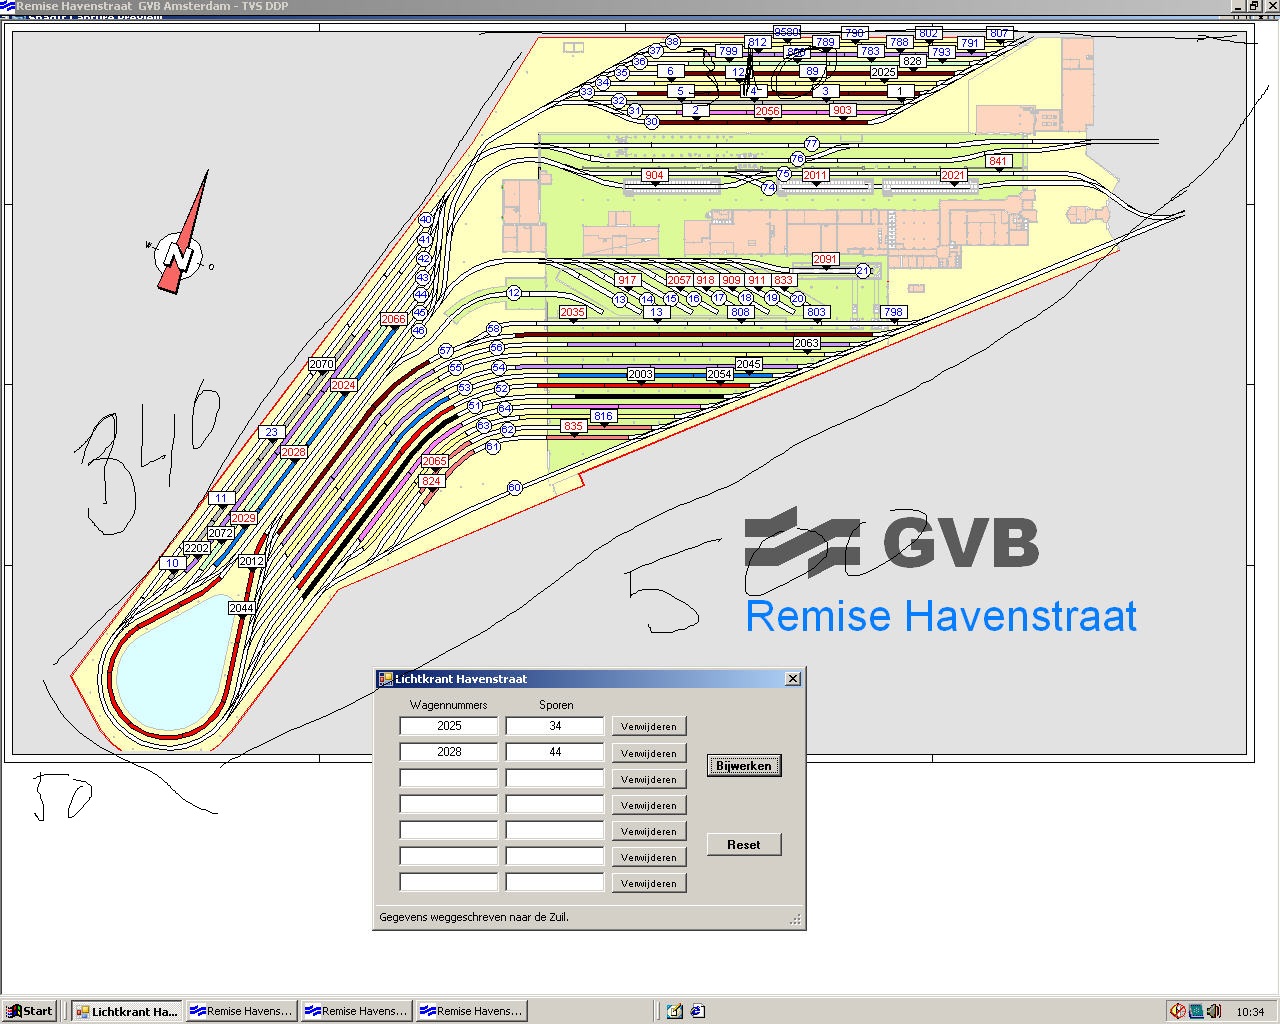 Remise Havenstraat GVB Amsterdam - TVS DDP
38 812 9580 789 790 788 802 791 807
37 799 783 793
36 828
35 6 12 89 2025
34
33 5 4 3 1
32
31 2 2056 903
30
77
76 841
75 904 2011 2021
74
N
O
40
41
42
43
44
45
46
2091
21
917 2057 918 909 911 833
12
13 14 15 16 17 18 19 20
2035 13 808 803 798
2066
58
2063
57 56
2070
55 54 2045
2024 2003 2054
53 52
51 64
816
63 62 835
61
340
23
2028
2065
824
60
11
2029
2072
2202
10
2012
2044
50
GVB
Remise Havenstraat
Lichtkrant Havenstraat
Wagennummers Sporen
2025 34 Verwijderen
2028 44 Verwijderen
Verwijderen
Verwijderen
Verwijderen
Verwijderen
Verwijderen
Bijwerken
Reset
Gegevens weggeschreven naar de Zuil.
Start Lichtkrant Ha... Remise Havens... Remise Havens... Remise Havens... 10:34